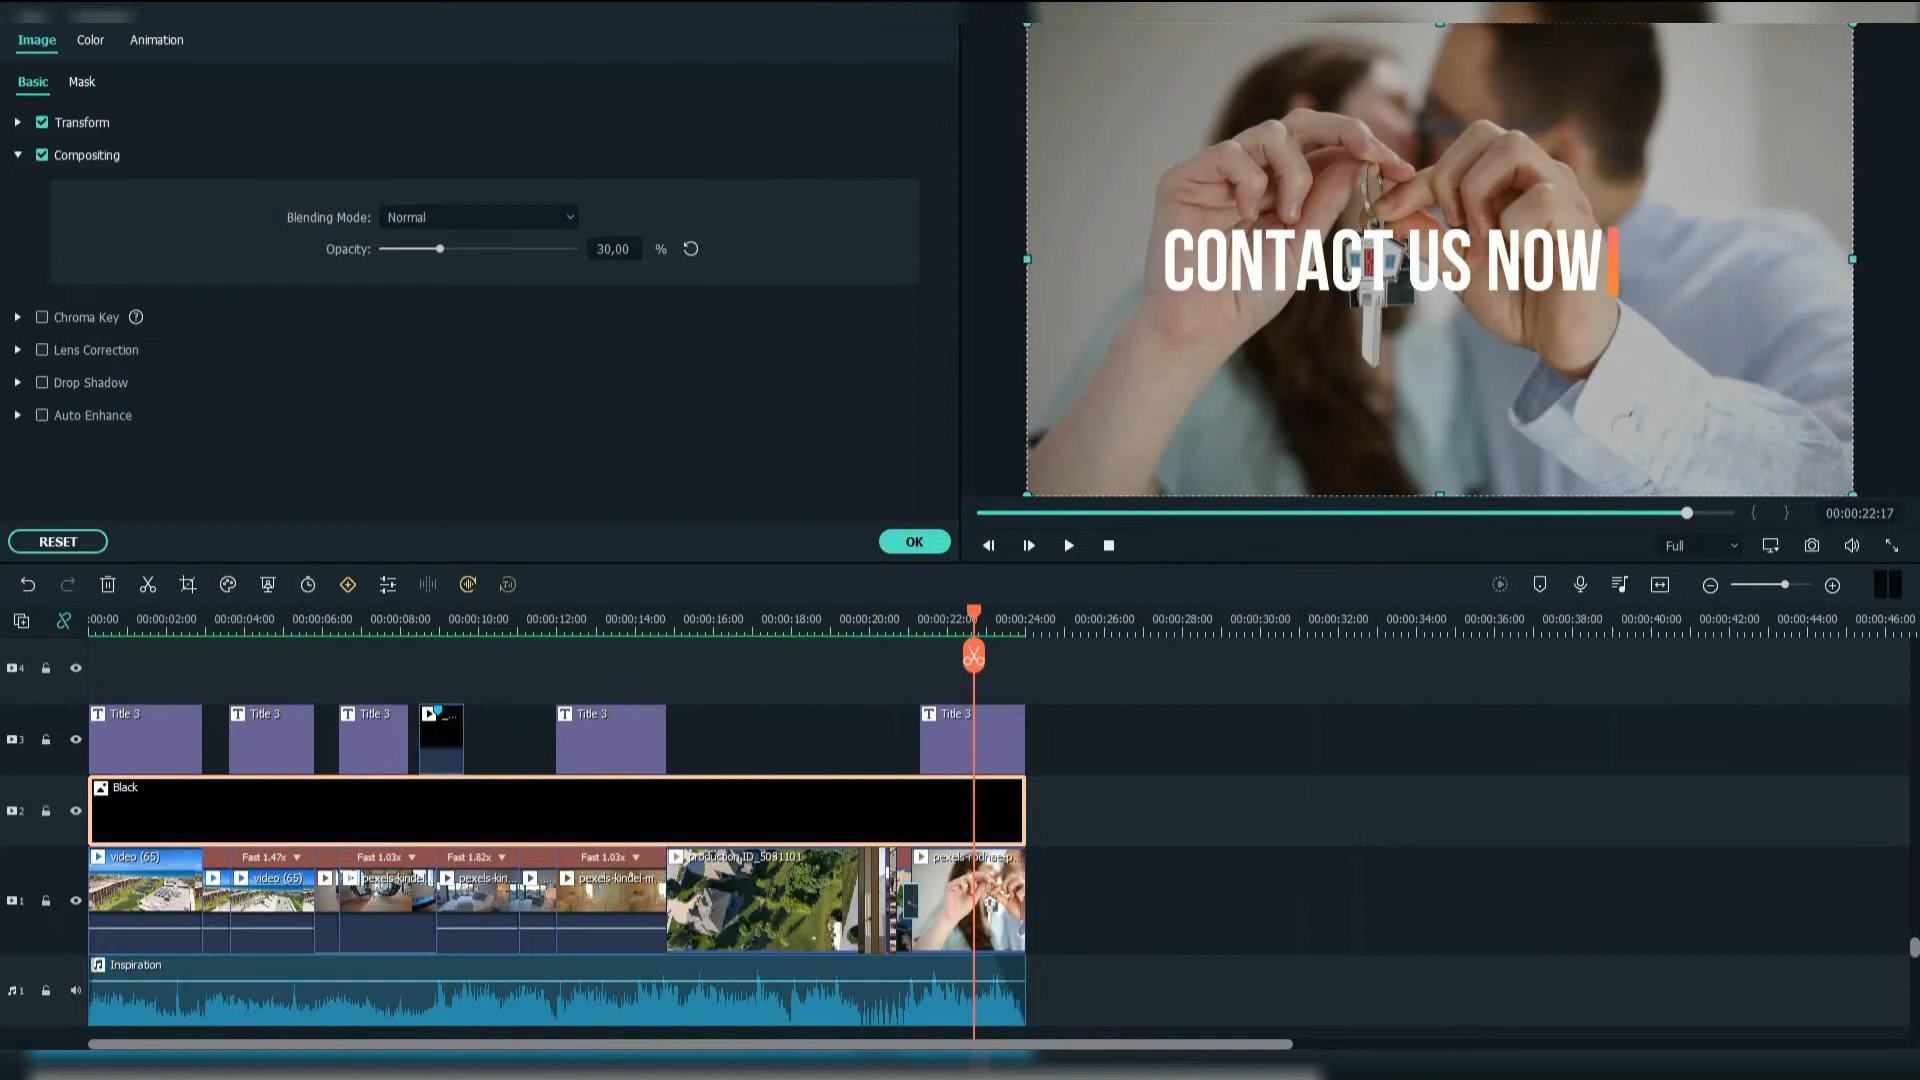 Image Color Animation
Basic Mask
Transform
Compositing
Blending Mode: Normal
Opacity: 30,00 %
Chroma Key ?
Lens Correction
Drop Shadow
Auto Enhance
RESET OK
CONTACT US NOW
{ } 00:00:22:17
Full
:00:00 00:00:02:00 00:00:04:00 00:00:06:00 00:00:08:00 00:00:10:00 00:00:12:00 00:00:14:00 00:00:16:00 00:00:18:00 00:00:20:00 00:00:22:00 00:00:24:00 00:00:26:00 00:00:28:00 00:00:30:00 00:00:32:00 00:00:34:00 00:00:36:00 00:00:38:00 00:00:40:00 00:00:42:00 00:00:44:00 00:00:46:00
4
T Title 3 T Title 3 T Title 3 _... T Title 3 T Title 3
3
Black
2
video (65) Fast 1.47x Fast 1.03x Fast 1.82x Fast 1.03x production ID_5031101 pexels-rodnae-p...
video (65) pexels-kindel... pexels-kin... ... pexels-kindel-m...
1
Inspiration
1